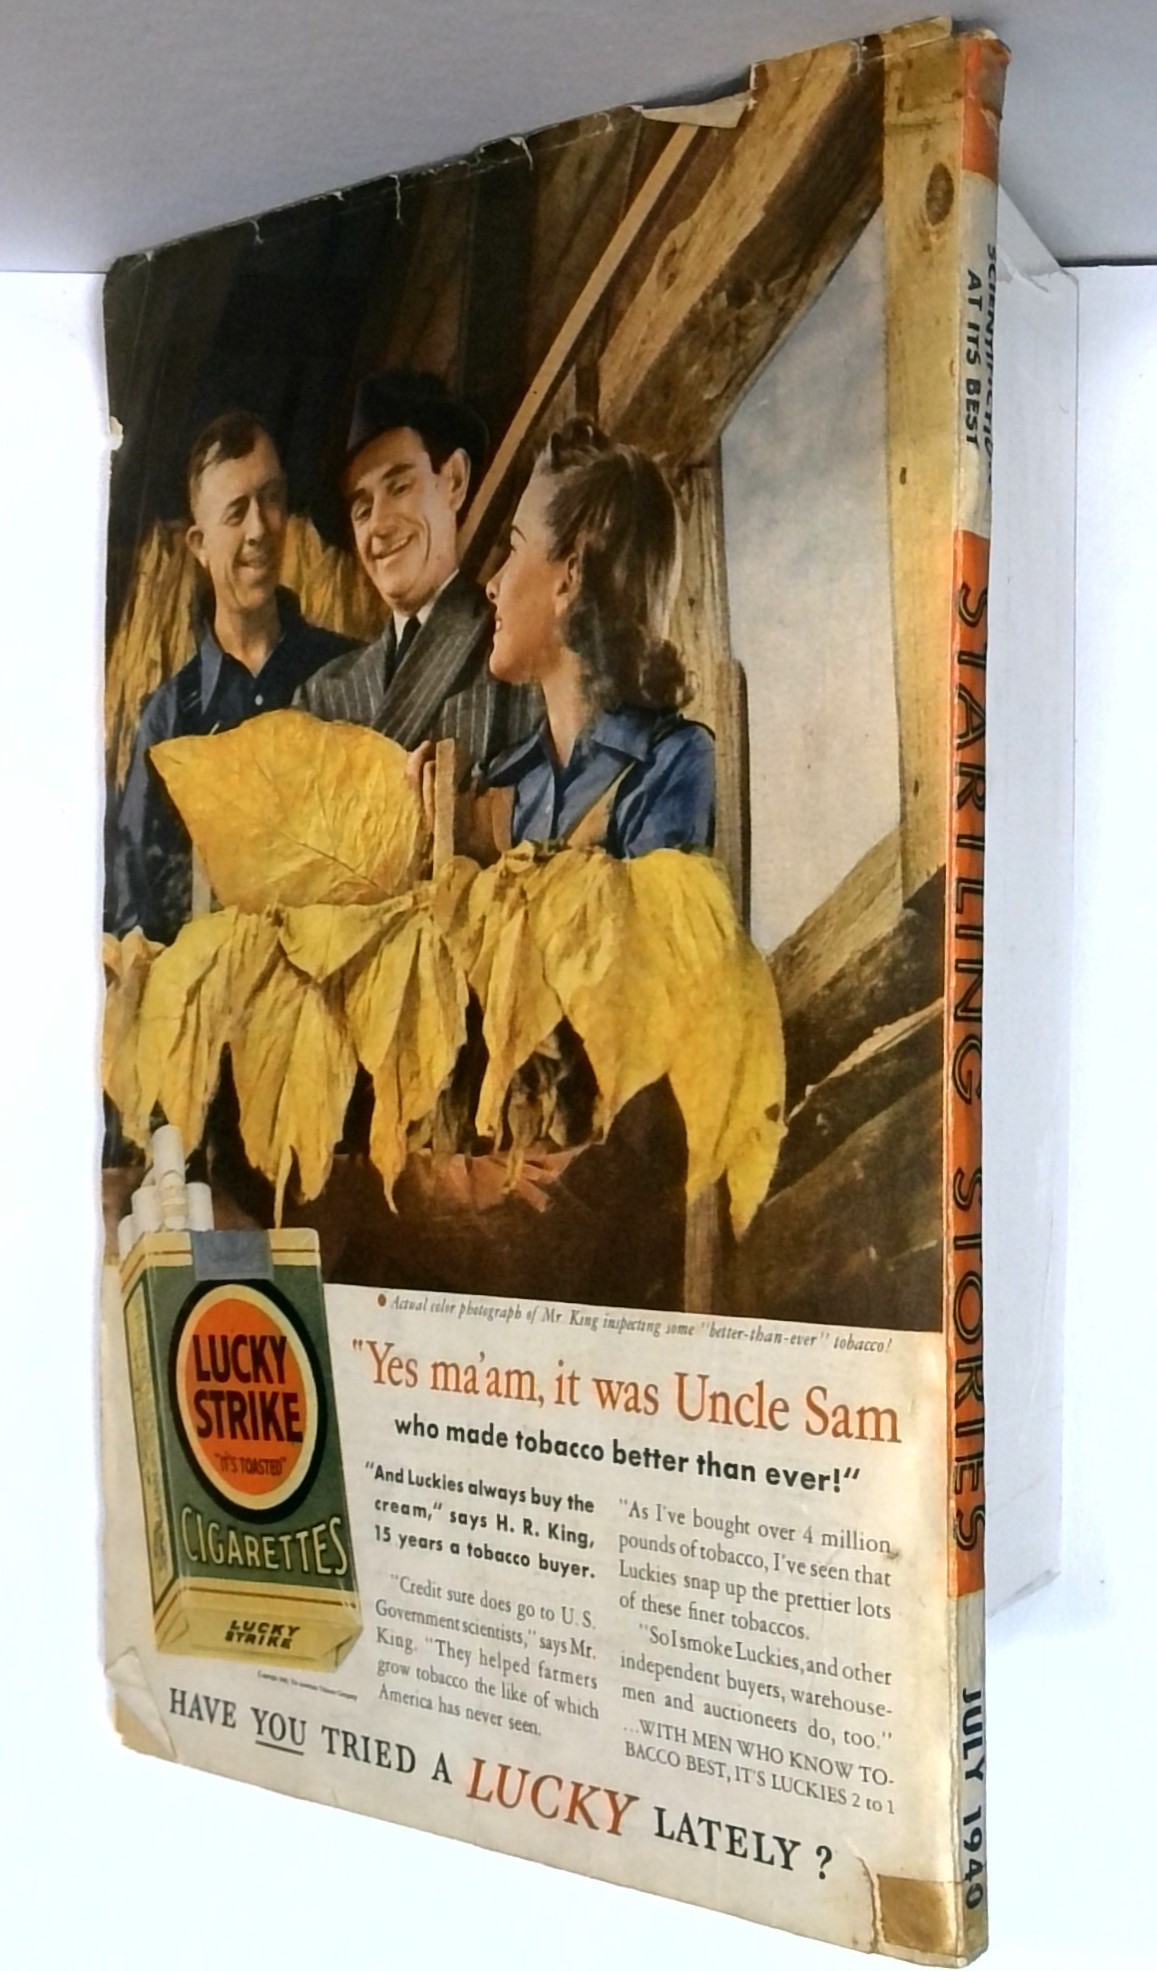 SCIENTIFICTION
AT ITS BEST
STARTLING STORIES
JULY 1940
● Actual color photograph of Mr. King inspecting some "better-than-ever" tobacco!
"Yes ma'am, it was Uncle Sam
who made tobacco better than ever!"
"And Luckies always buy the
cream," says H. R. King,
15 years a tobacco buyer.
"Credit sure does go to U. S.
Government scientists," says Mr.
King. "They helped farmers
grow tobacco the like of which
America has never seen.
"As I've bought over 4 million
pounds of tobacco, I've seen that
Luckies snap up the prettier lots
of these finer tobaccos.
"So I smoke Luckies, and other
independent buyers, warehouse-
men and auctioneers do, too."
...WITH MEN WHO KNOW TO-
BACCO BEST, IT'S LUCKIES 2 to 1
LUCKY
STRIKE
"IT'S TOASTED"
CIGARETTES
LUCKY
STRIKE
HAVE YOU TRIED A LUCKY LATELY?